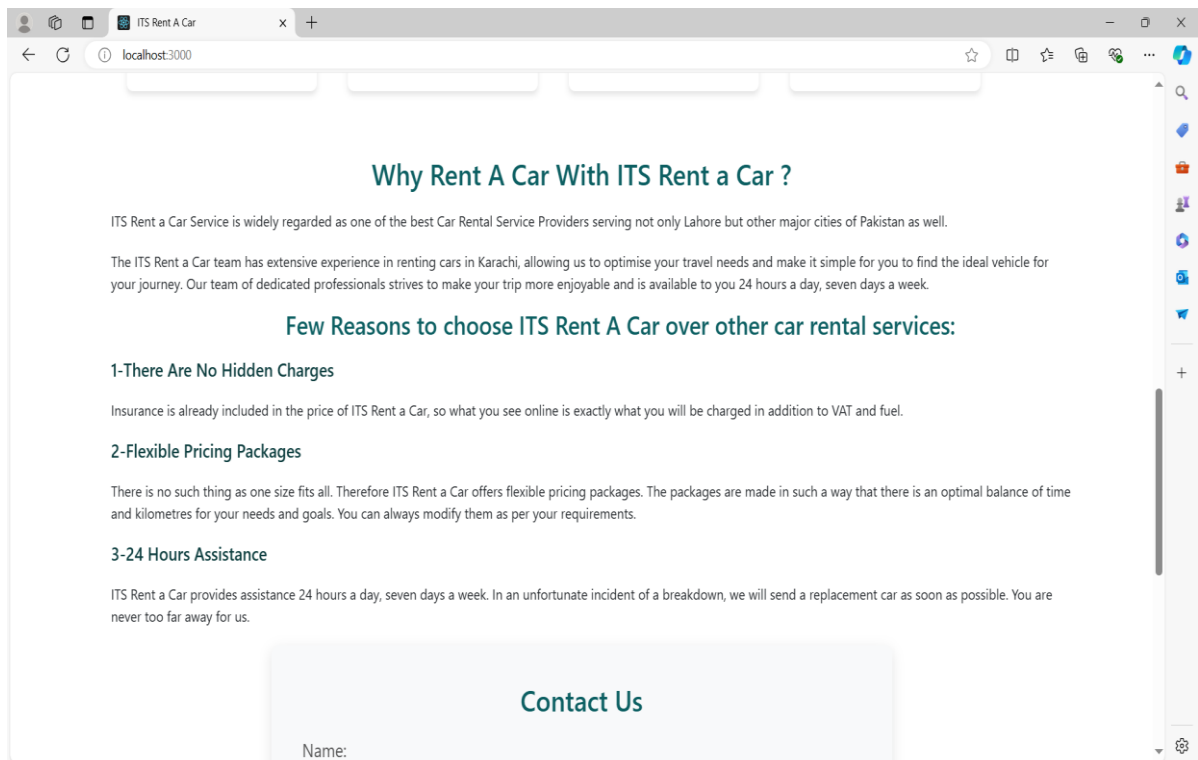 ITS Rent A Car
localhost:3000
Why Rent A Car With ITS Rent a Car ?
ITS Rent a Car Service is widely regarded as one of the best Car Rental Service Providers serving not only Lahore but other major cities of Pakistan as well.
The ITS Rent a Car team has extensive experience in renting cars in Karachi, allowing us to optimise your travel needs and make it simple for you to find the ideal vehicle for
your journey. Our team of dedicated professionals strives to make your trip more enjoyable and is available to you 24 hours a day, seven days a week.
Few Reasons to choose ITS Rent A Car over other car rental services:
1-There Are No Hidden Charges
Insurance is already included in the price of ITS Rent a Car, so what you see online is exactly what you will be charged in addition to VAT and fuel.
2-Flexible Pricing Packages
There is no such thing as one size fits all. Therefore ITS Rent a Car offers flexible pricing packages. The packages are made in such a way that there is an optimal balance of time
and kilometres for your needs and goals. You can always modify them as per your requirements.
3-24 Hours Assistance
ITS Rent a Car provides assistance 24 hours a day, seven days a week. In an unfortunate incident of a breakdown, we will send a replacement car as soon as possible. You are
never too far away for us.
Contact Us
Name: